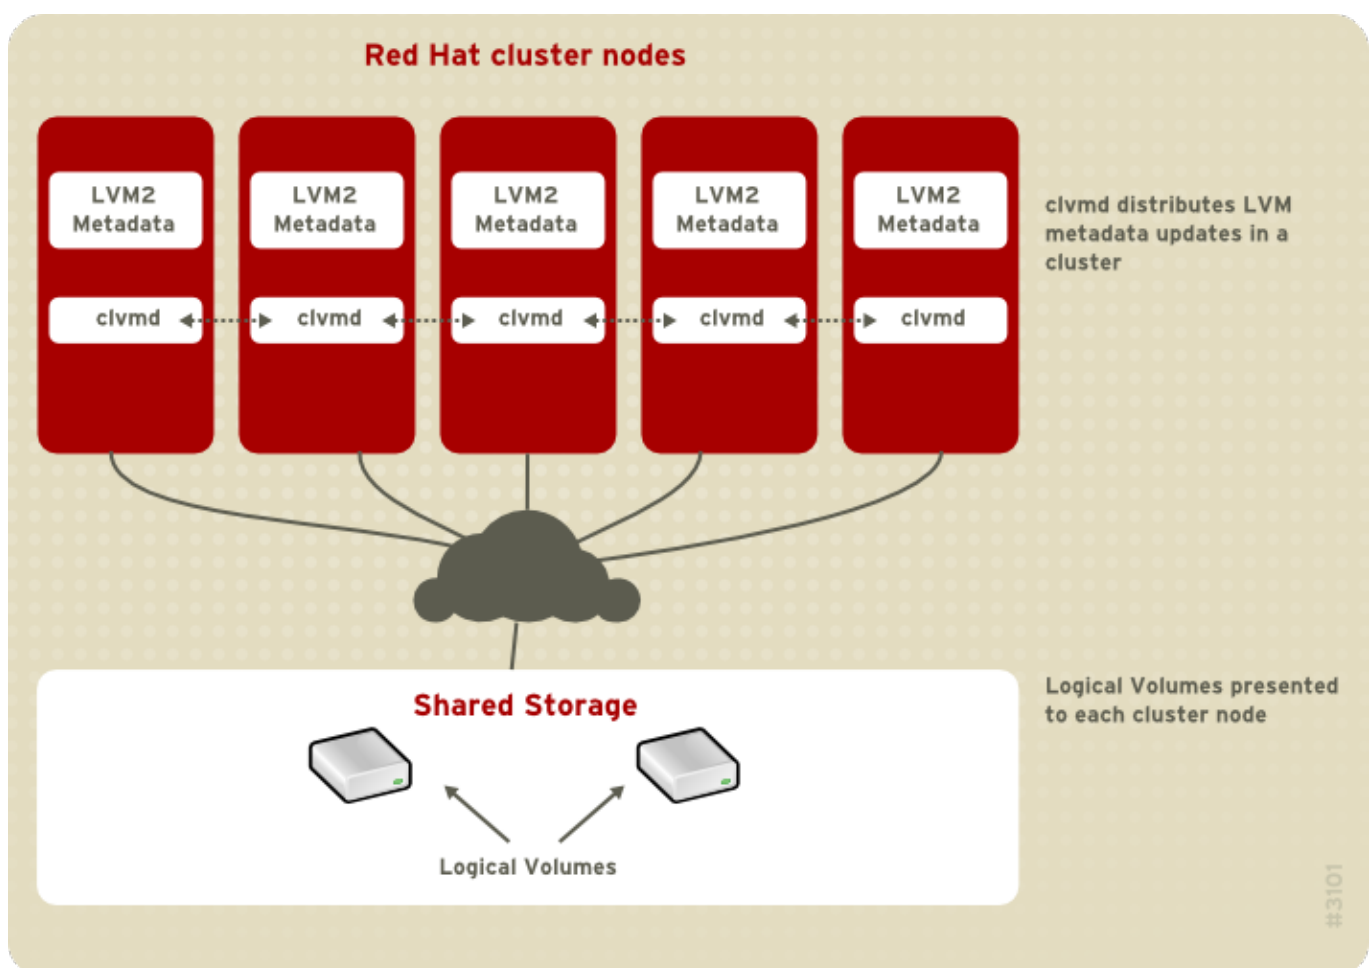 Red Hat cluster nodes
LVM2
Metadata
LVM2
Metadata
LVM2
Metadata
LVM2
Metadata
LVM2
Metadata
clvmd distributes LVM
metadata updates in a
cluster
clvmd
clvmd
clvmd
clvmd
clvmd
Shared Storage
Logical Volumes presented
to each cluster node
Logical Volumes
#3101